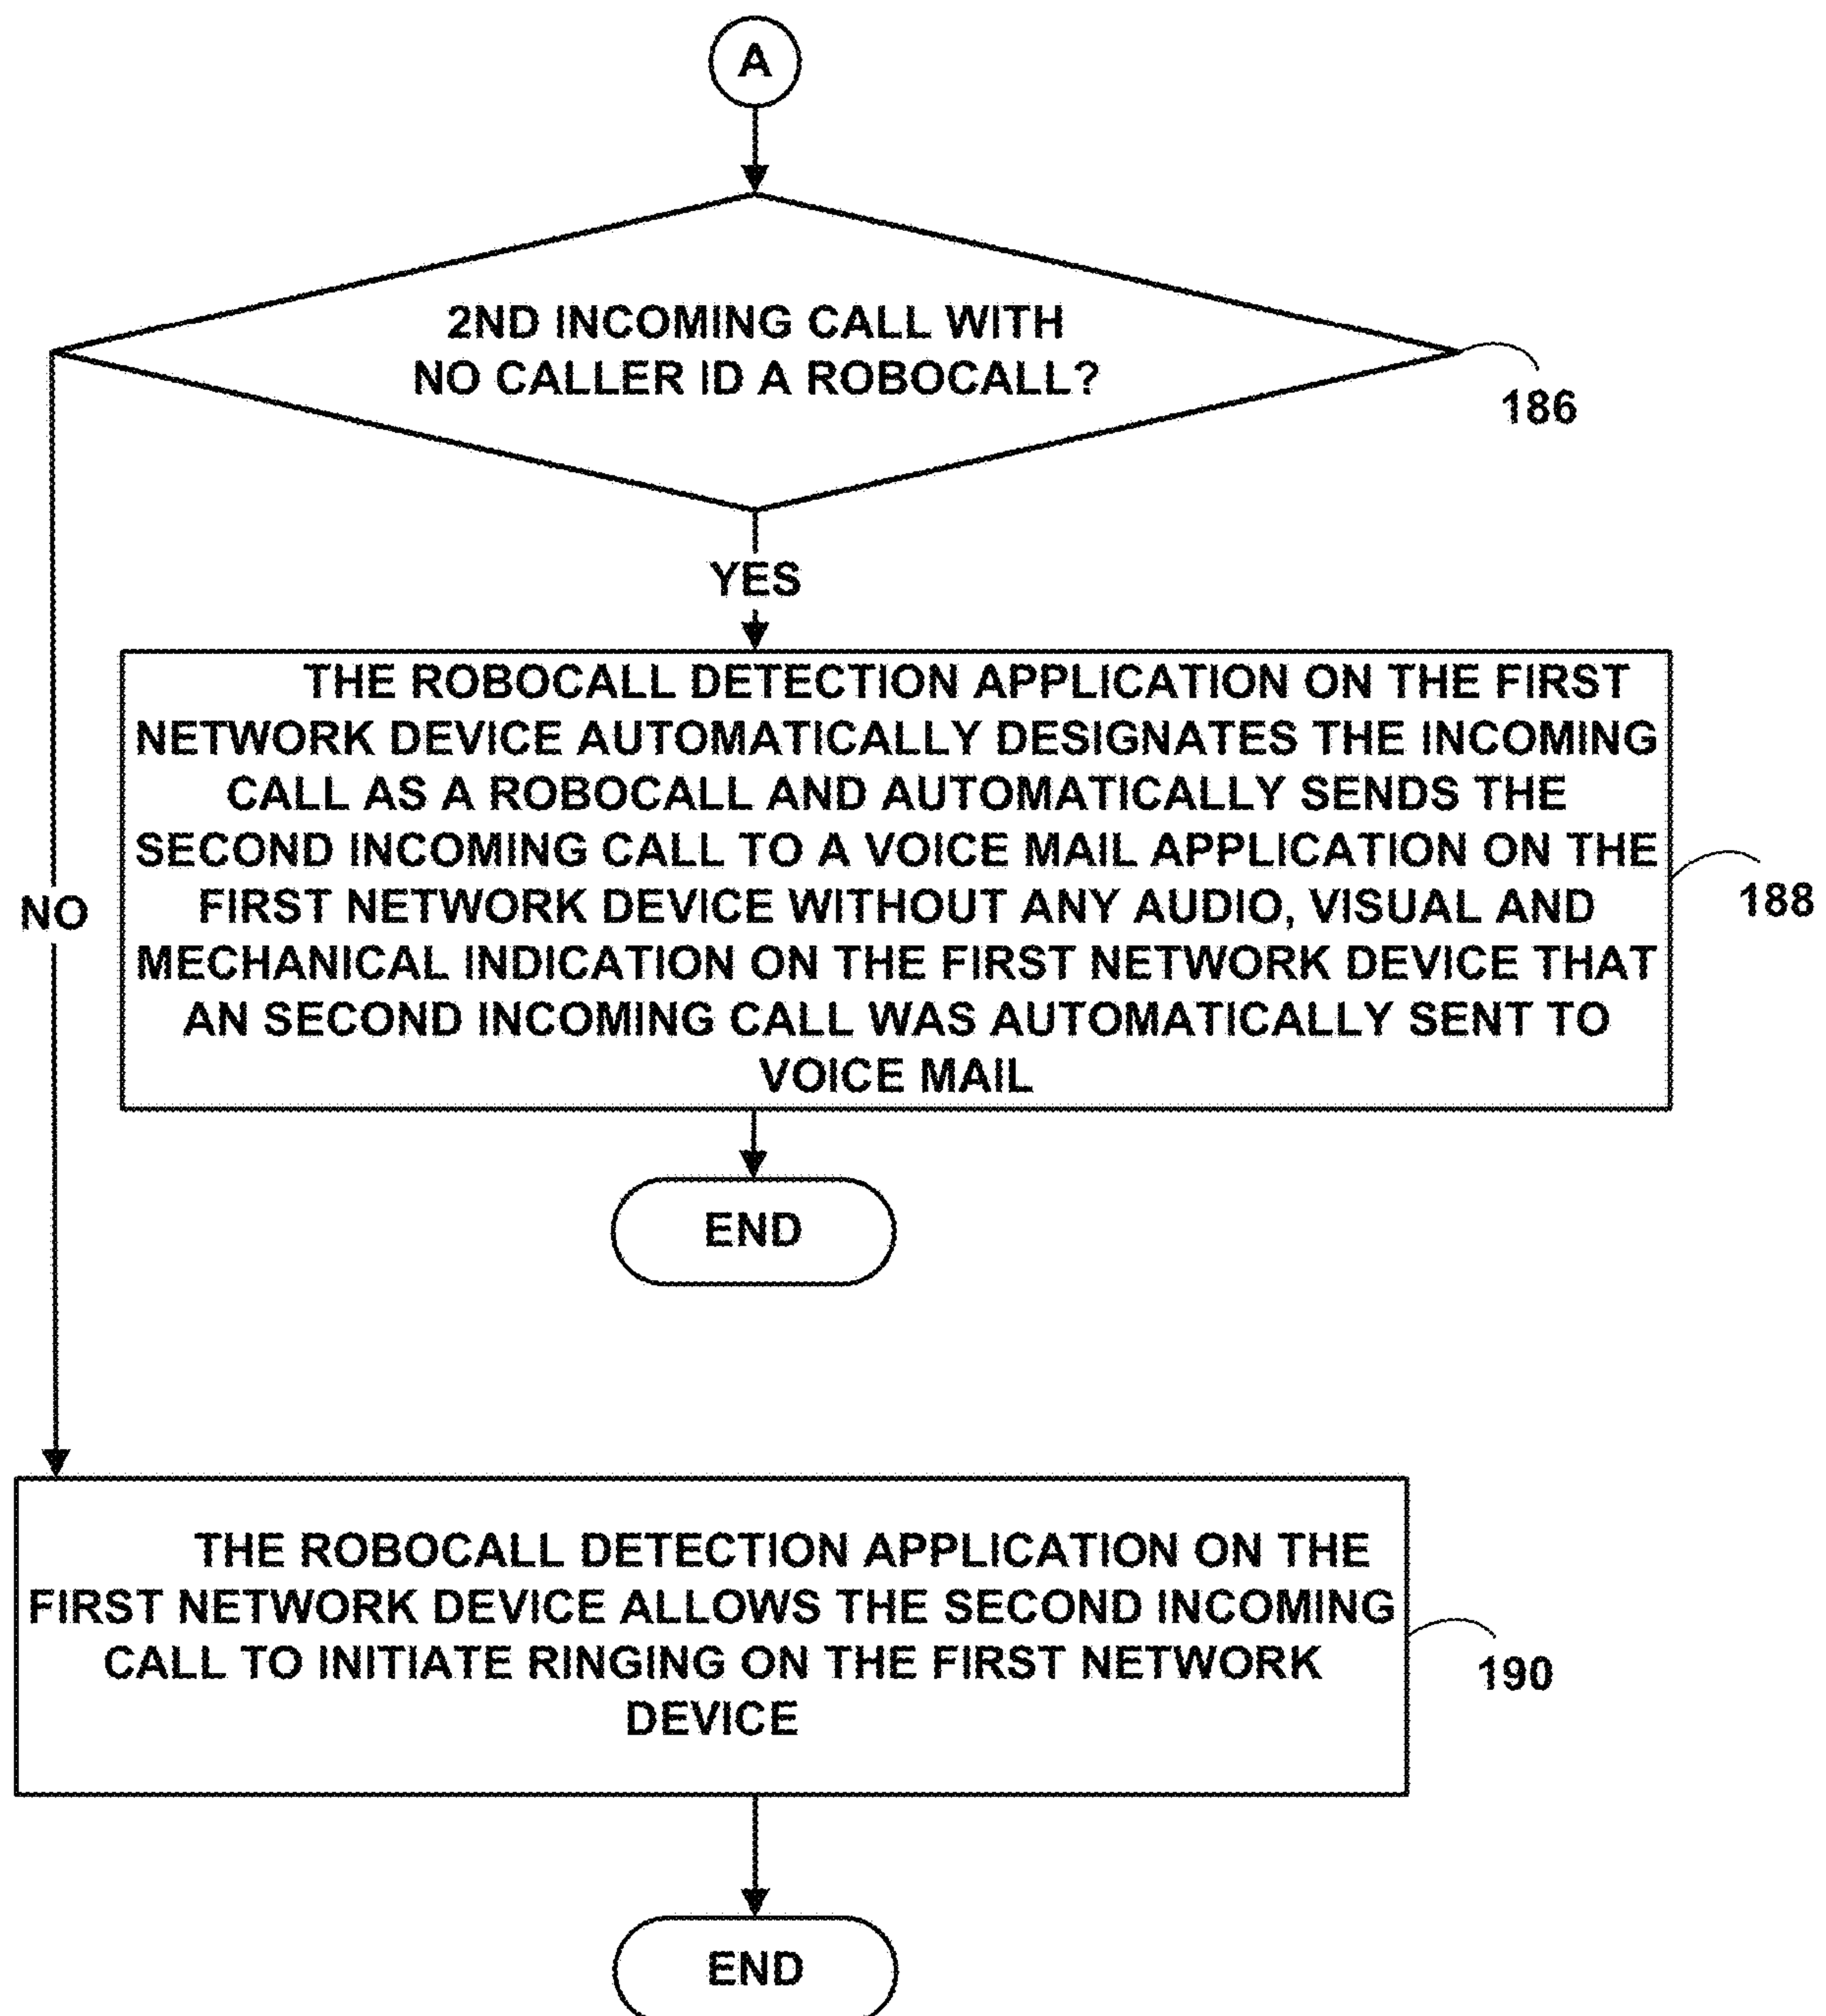 A
2ND INCOMING CALL WITH
NO CALLER ID A ROBOCALL?
186
YES
THE ROBOCALL DETECTION APPLICATION ON THE FIRST
NETWORK DEVICE AUTOMATICALLY DESIGNATES THE INCOMING
CALL AS A ROBOCALL AND AUTOMATICALLY SENDS THE
SECOND INCOMING CALL TO A VOICE MAIL APPLICATION ON THE
FIRST NETWORK DEVICE WITHOUT ANY AUDIO, VISUAL AND
MECHANICAL INDICATION ON THE FIRST NETWORK DEVICE THAT
AN SECOND INCOMING CALL WAS AUTOMATICALLY SENT TO
VOICE MAIL
188
NO
END
THE ROBOCALL DETECTION APPLICATION ON THE
FIRST NETWORK DEVICE ALLOWS THE SECOND INCOMING
CALL TO INITIATE RINGING ON THE FIRST NETWORK
DEVICE
190
END